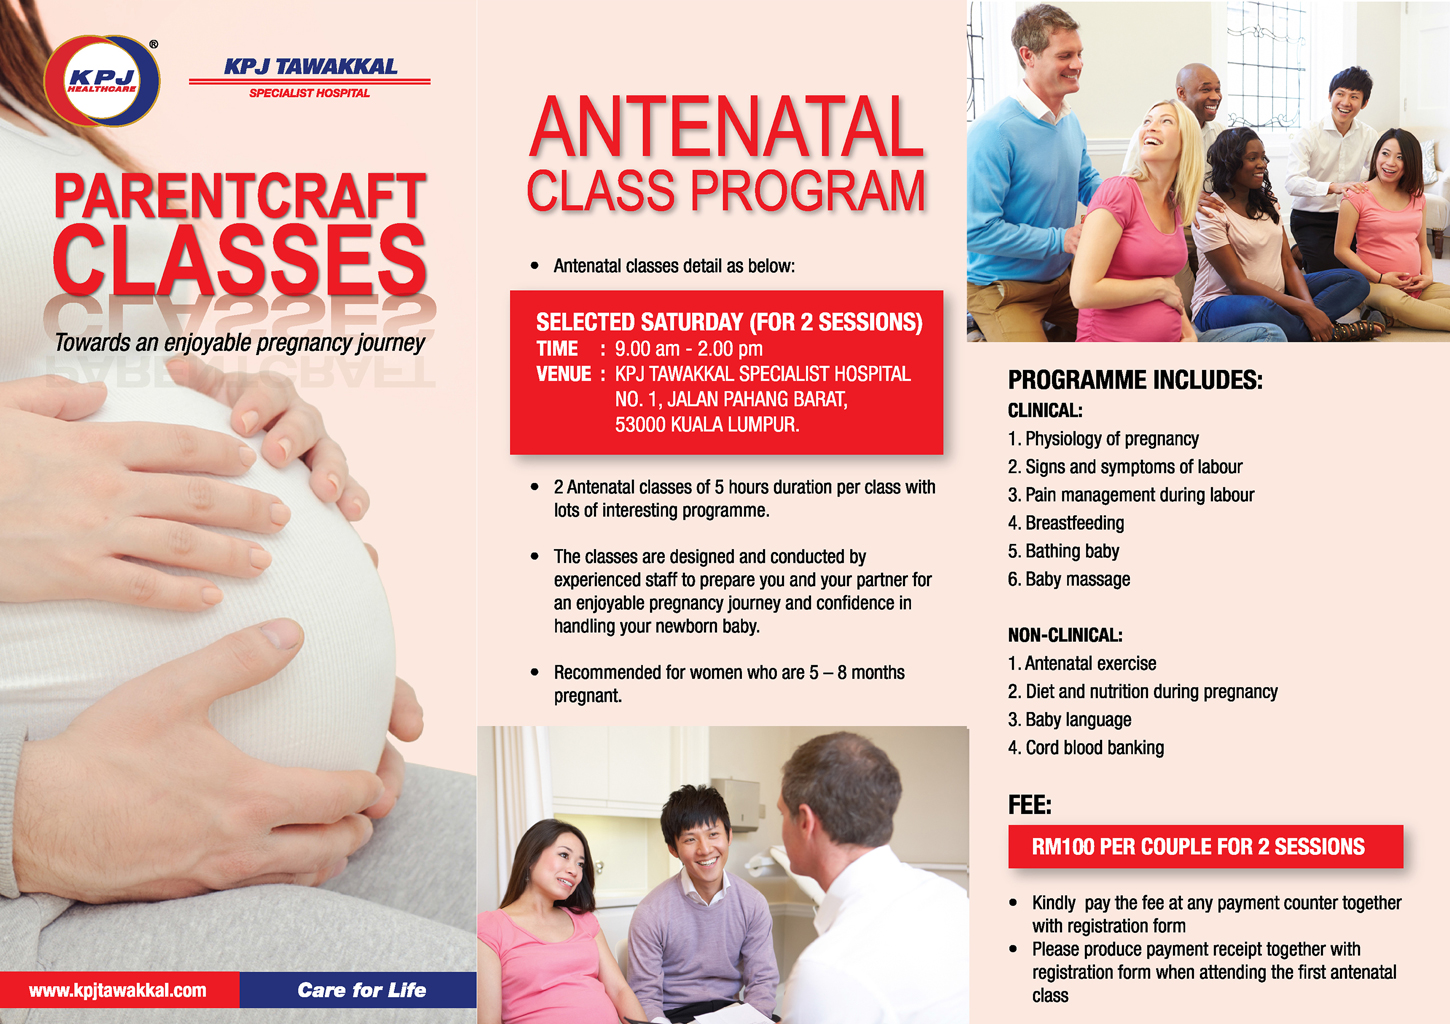 KPJ
HEALTHCARE
®
KPJ TAWAKKAL
SPECIALIST HOSPITAL
PARENTCRAFT
CLASSES
Towards an enjoyable pregnancy journey
www.kpjtawakkal.com
Care for Life
ANTENATAL
CLASS PROGRAM
• Antenatal classes detail as below:
SELECTED SATURDAY (FOR 2 SESSIONS)
TIME : 9.00 am - 2.00 pm
VENUE : KPJ TAWAKKAL SPECIALIST HOSPITAL
NO. 1, JALAN PAHANG BARAT,
53000 KUALA LUMPUR.
• 2 Antenatal classes of 5 hours duration per class with
lots of interesting programme.
• The classes are designed and conducted by
experienced staff to prepare you and your partner for
an enjoyable pregnancy journey and confidence in
handling your newborn baby.
• Recommended for women who are 5 – 8 months
pregnant.
PROGRAMME INCLUDES:
CLINICAL:
1. Physiology of pregnancy
2. Signs and symptoms of labour
3. Pain management during labour
4. Breastfeeding
5. Bathing baby
6. Baby massage
NON-CLINICAL:
1. Antenatal exercise
2. Diet and nutrition during pregnancy
3. Baby language
4. Cord blood banking
FEE:
RM100 PER COUPLE FOR 2 SESSIONS
• Kindly pay the fee at any payment counter together
with registration form
• Please produce payment receipt together with
registration form when attending the first antenatal
class